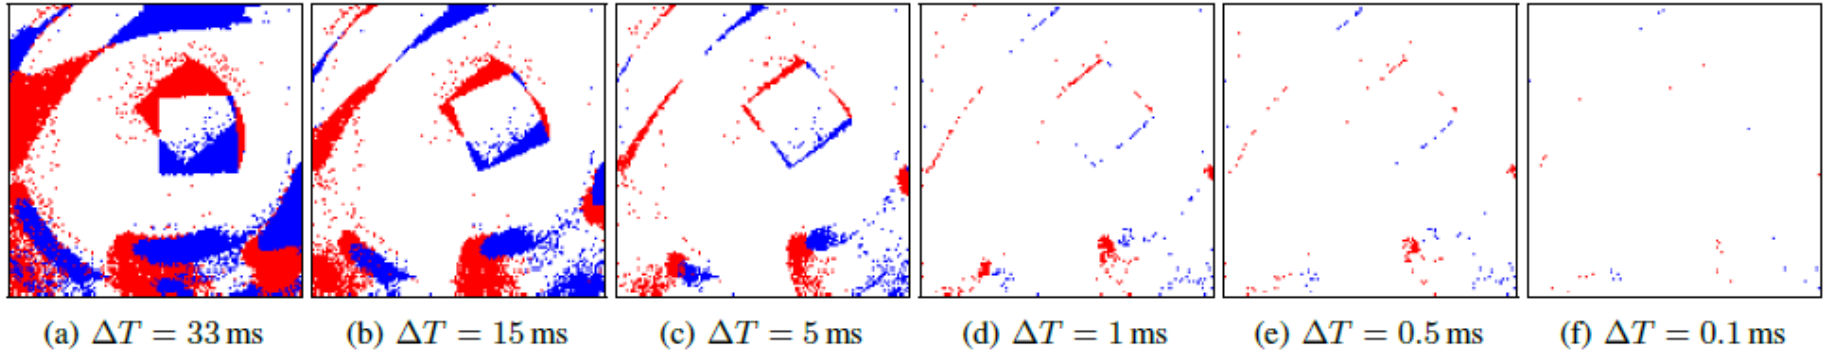 (a) ΔT = 33 ms
(b) ΔT = 15 ms
(c) ΔT = 5 ms
(d) ΔT = 1 ms
(e) ΔT = 0.5 ms
(f) ΔT = 0.1 ms